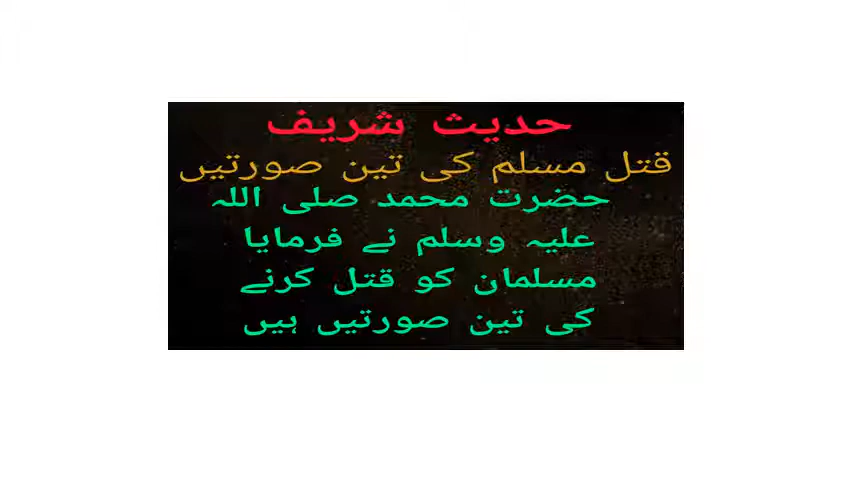 حدیث شریف
قتل مسلم کی تین صورتیں
حضرت محمد صلی اللہ
علیہ وسلم نے فرمایا
مسلمان کو قتل کرنے
کی تین صورتیں ہیں